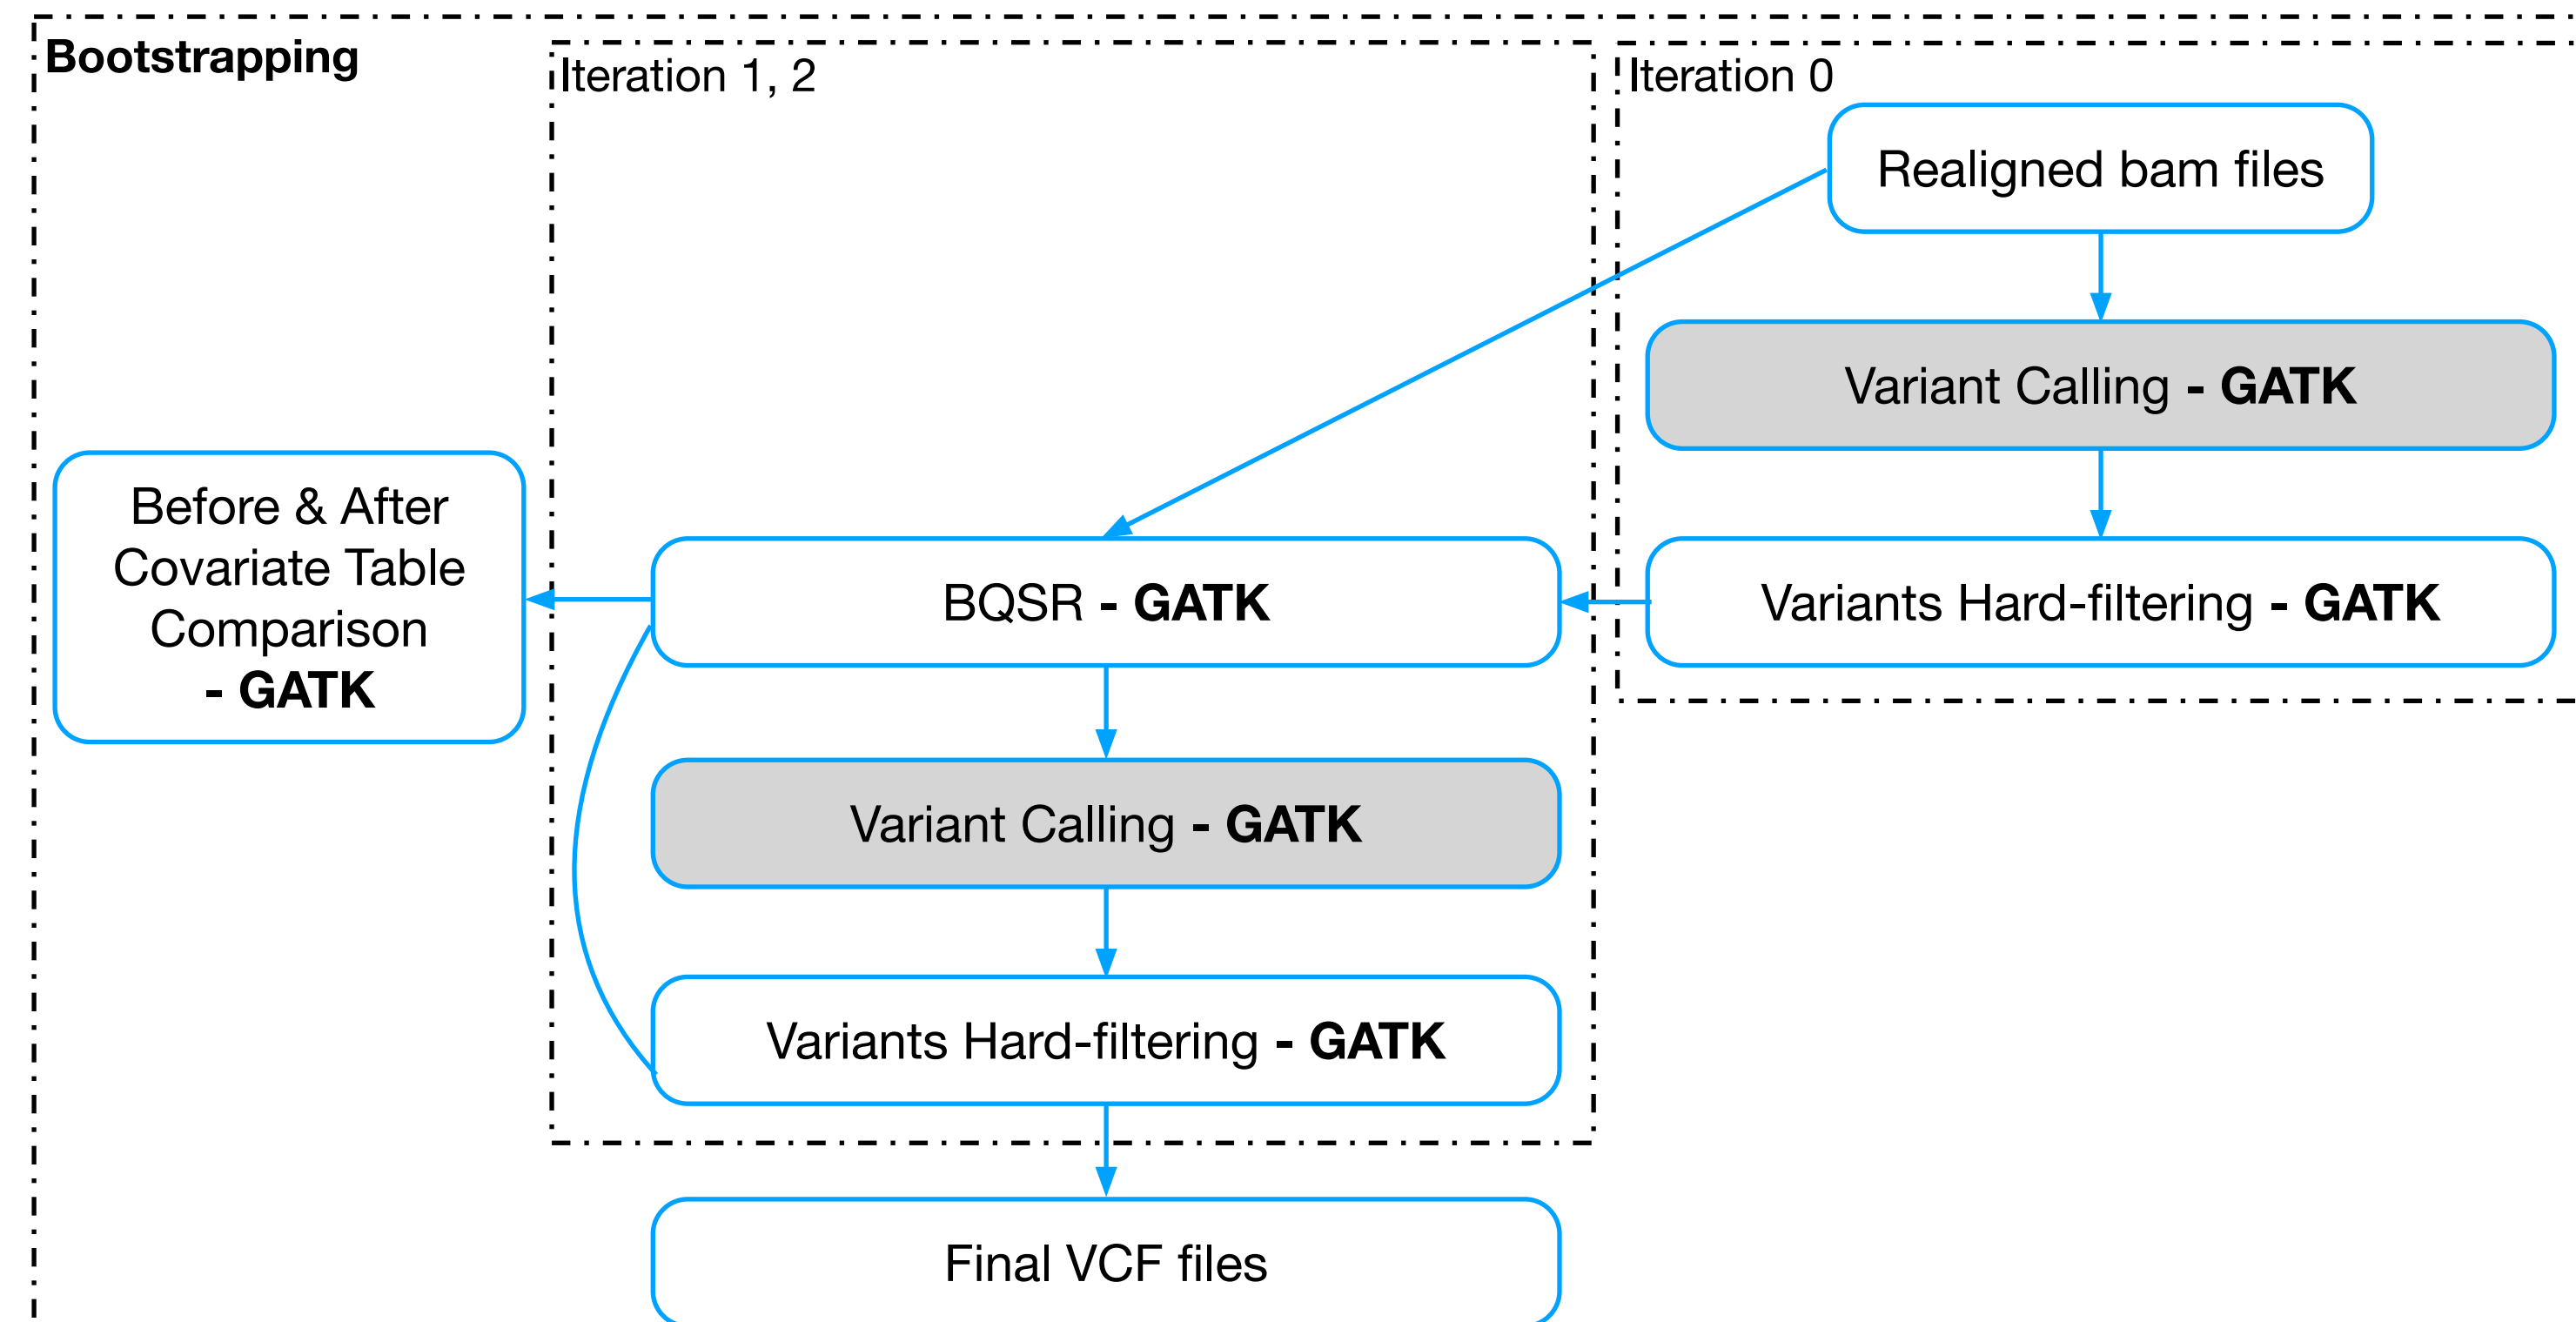 Bootstrapping
Iteration 1, 2
Iteration 0
Realigned bam files
Variant Calling - GATK
Variants Hard-filtering - GATK
Before & After
Covariate Table
Comparison
- GATK
BQSR - GATK
Variant Calling - GATK
Variants Hard-filtering - GATK
Final VCF files